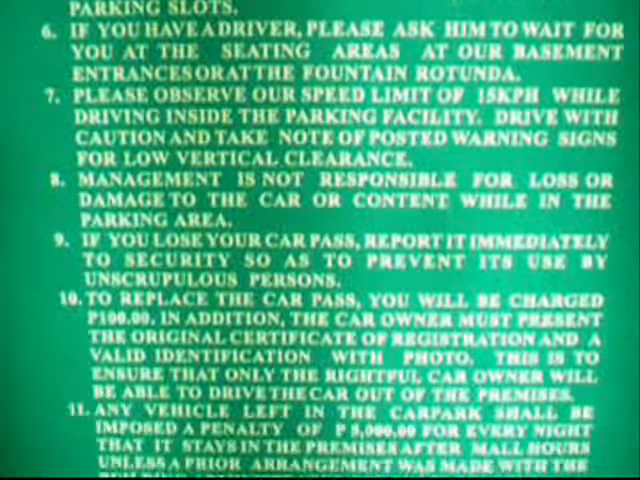 PARKING SLOTS.
6. IF YOU HAVE A DRIVER, PLEASE ASK HIM TO WAIT FOR
YOU AT THE SEATING AREAS AT OUR BASEMENT
ENTRANCES OR AT THE FOUNTAIN ROTUNDA.
7. PLEASE OBSERVE OUR SPEED LIMIT OF 15KPH WHILE
DRIVING INSIDE THE PARKING FACILITY. DRIVE WITH
CAUTION AND TAKE NOTE OF POSTED WARNING SIGNS
FOR LOW VERTICAL CLEARANCE.
8. MANAGEMENT IS NOT RESPONSIBLE FOR LOSS OR
DAMAGE TO THE CAR OR CONTENT WHILE IN THE
PARKING AREA.
9. IF YOU LOSE YOUR CAR PASS, REPORT IT IMMEDIATELY
TO SECURITY SO AS TO PREVENT ITS USE BY
UNSCRUPULOUS PERSONS.
10. TO REPLACE THE CAR PASS, YOU WILL BE CHARGED
P100.00. IN ADDITION, THE CAR OWNER MUST PRESENT
THE ORIGINAL CERTIFICATE OF REGISTRATION AND A
VALID IDENTIFICATION WITH PHOTO. THIS IS TO
ENSURE THAT ONLY THE RIGHTFUL CAR OWNER WILL
BE ABLE TO DRIVE THE CAR OUT OF THE PREMISES.
11. ANY VEHICLE LEFT IN THE CARPARK SHALL BE
IMPOSED A PENALTY OF P FOR EVERY NIGHT
THAT IT STAYS IN THE PREMISES AFTER MALL HOURS
UNLESS A PRIOR ARRANGEMENT WAS MADE WITH THE